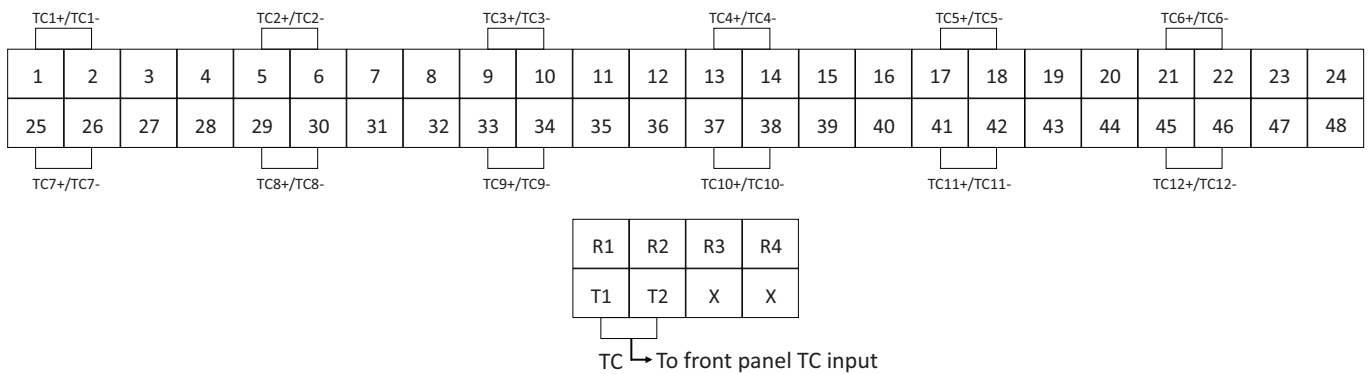 TC1+/TC1- TC2+/TC2- TC3+/TC3- TC4+/TC4- TC5+/TC5- TC6+/TC6-
1 2 3 4 5 6 7 8 9 10 11 12 13 14 15 16 17 18 19 20 21 22 23 24
25 26 27 28 29 30 31 32 33 34 35 36 37 38 39 40 41 42 43 44 45 46 47 48
TC7+/TC7- TC8+/TC8- TC9+/TC9- TC10+/TC10- TC11+/TC11- TC12+/TC12-
R1 R2 R3 R4
T1 T2 X X
TC To front panel TC input